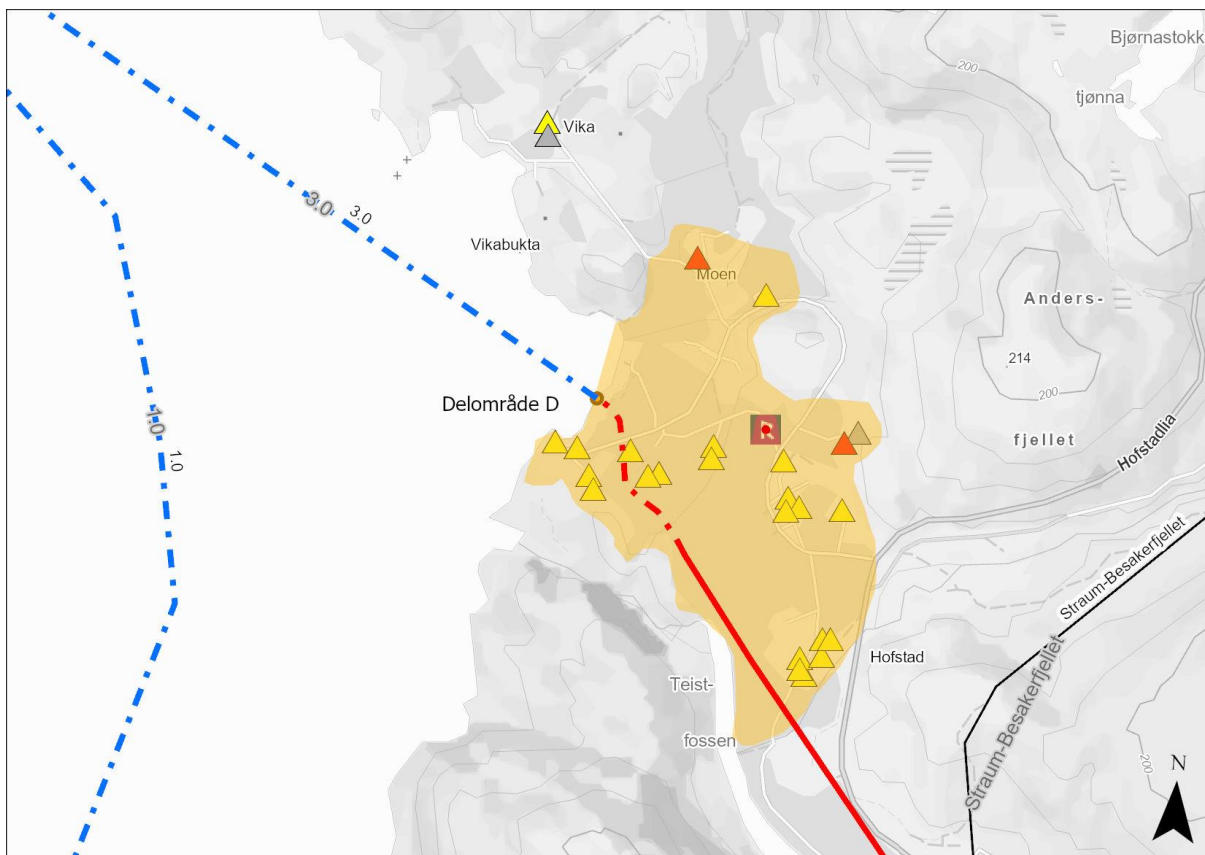 Bjørnastokk
200
tjønna
Vika
3.0
3.0
Vikabukta
Moen
Anders-
214
200
fjellet
Hofstadlia
Delområde D
R
1.0
1.0
Straum-Besakerfjellet
Straum-Besakerfjellet
Hofstad
Teist-
fossen
200
N